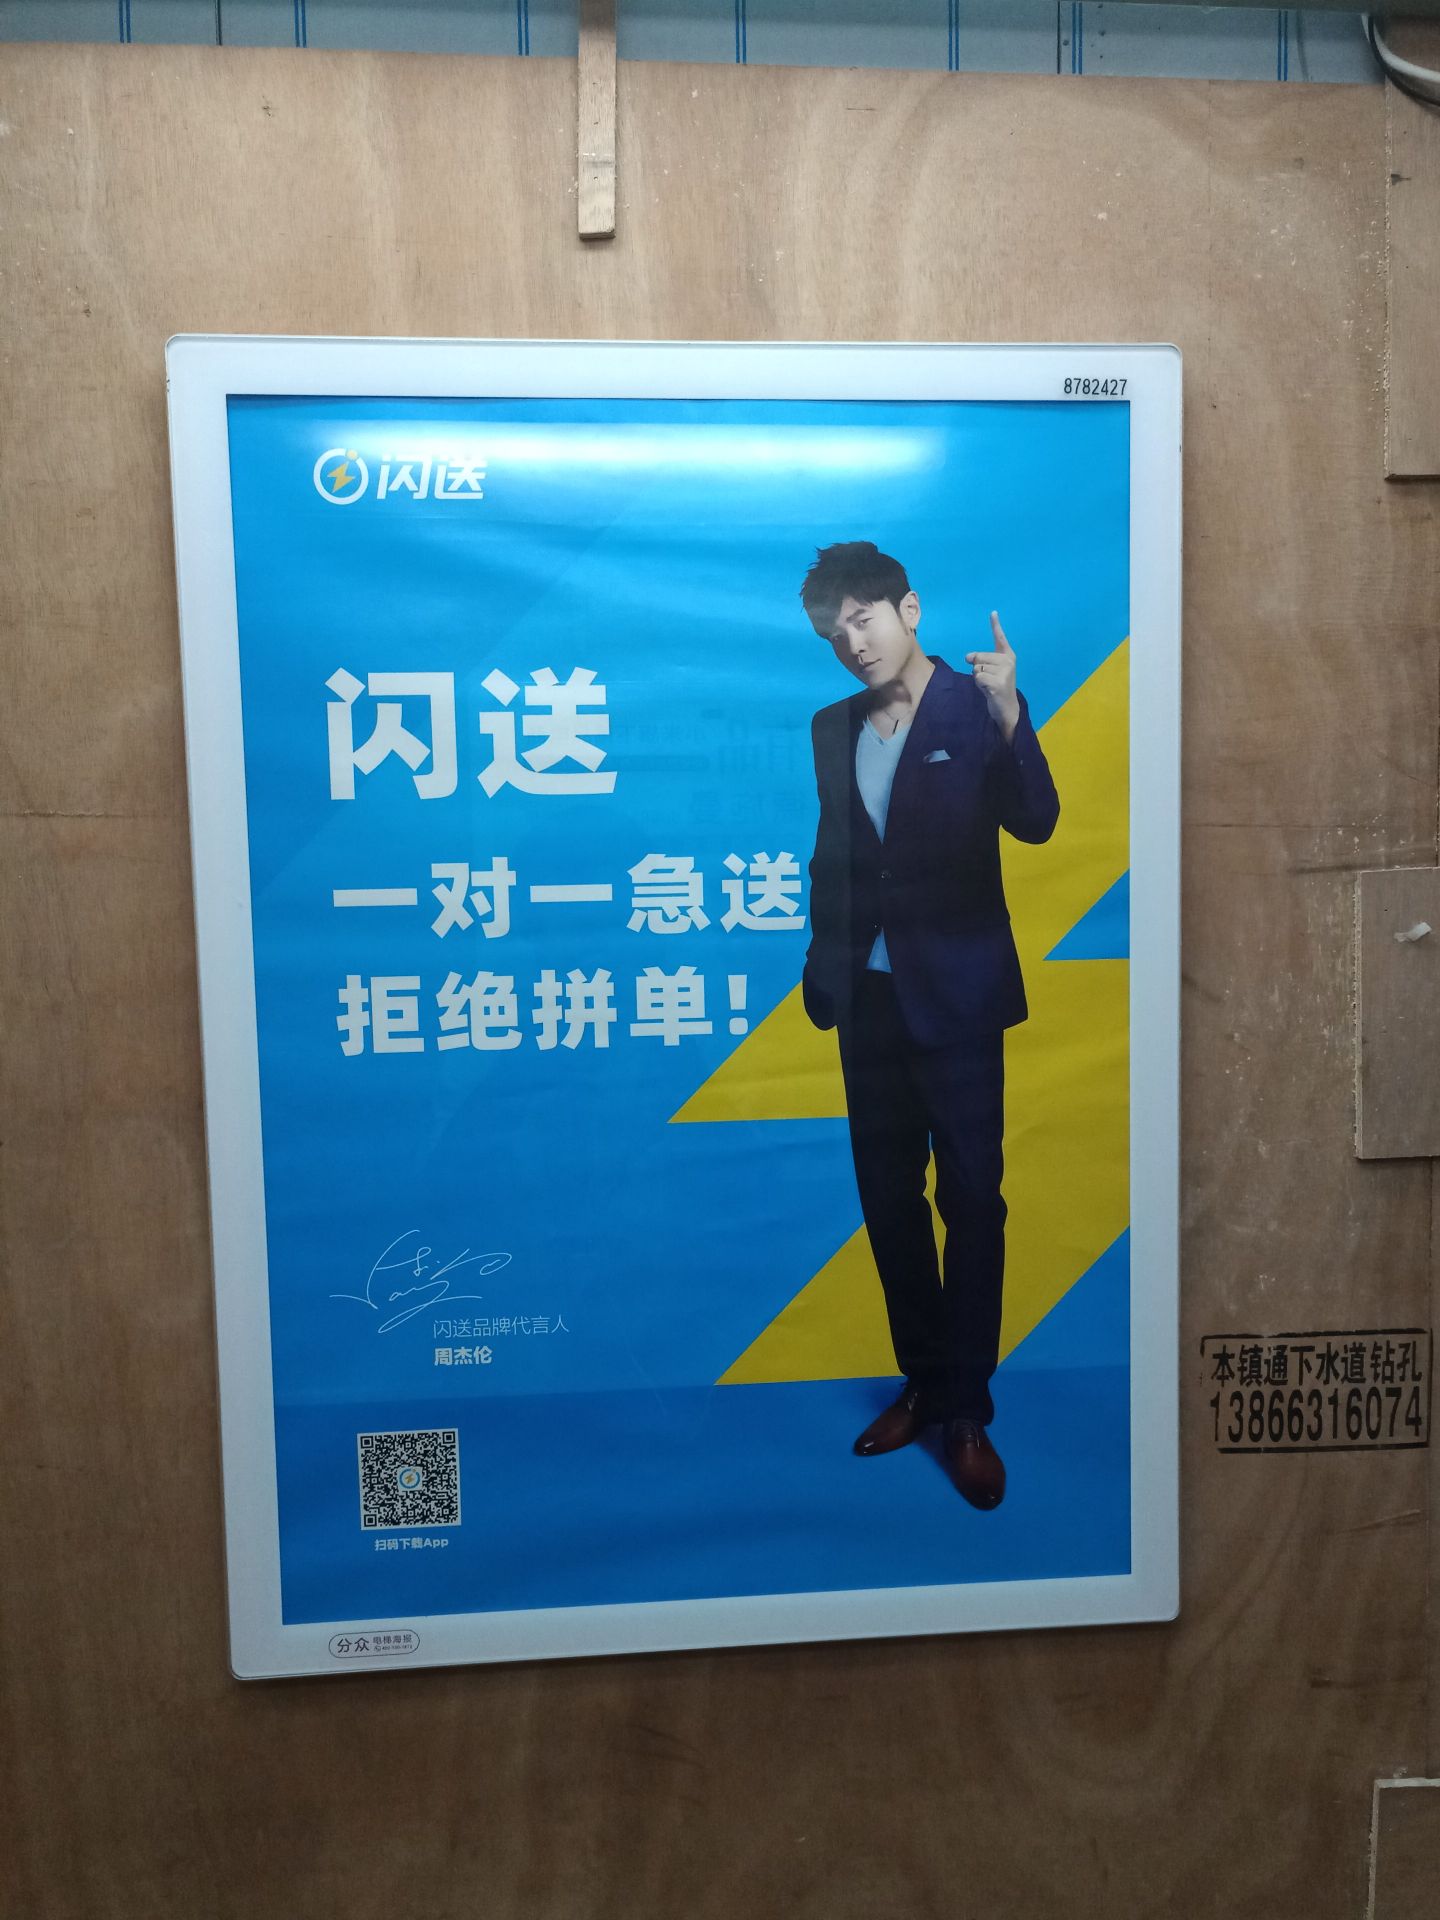 8782427
闪送
闪送
一对一急送
拒绝拼单!
闪送品牌代言人
周杰伦
扫码下载App
分众 电梯海报
本镇通下水道钻孔
13866316074